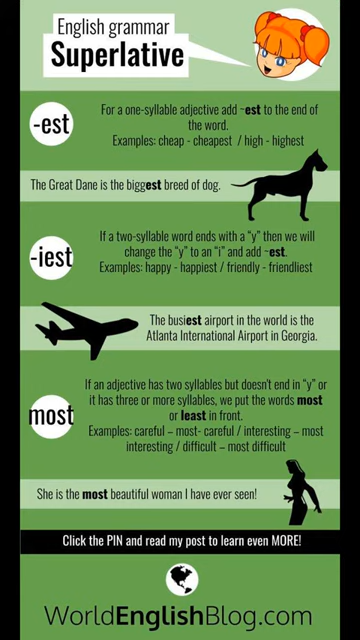 English grammar
Superlative
-est
For a one-syllable adjective add ~est to the end of
the word.
Examples: cheap - cheapest / high - highest
The Great Dane is the biggest breed of dog.
-iest
If a two-syllable word ends with a "y" then we will
change the "y" to an "i" and add ~est.
Examples: happy - happiest / friendly - friendliest
The busiest airport in the world is the
Atlanta International Airport in Georgia.
most
If an adjective has two syllables but doesn't end in "y" or
it has three or more syllables, we put the words most
or least in front.
Examples: careful – most- careful / interesting – most
interesting / difficult – most difficult
She is the most beautiful woman I have ever seen!
Click the PIN and read my post to learn even MORE!
WorldEnglishBlog.com